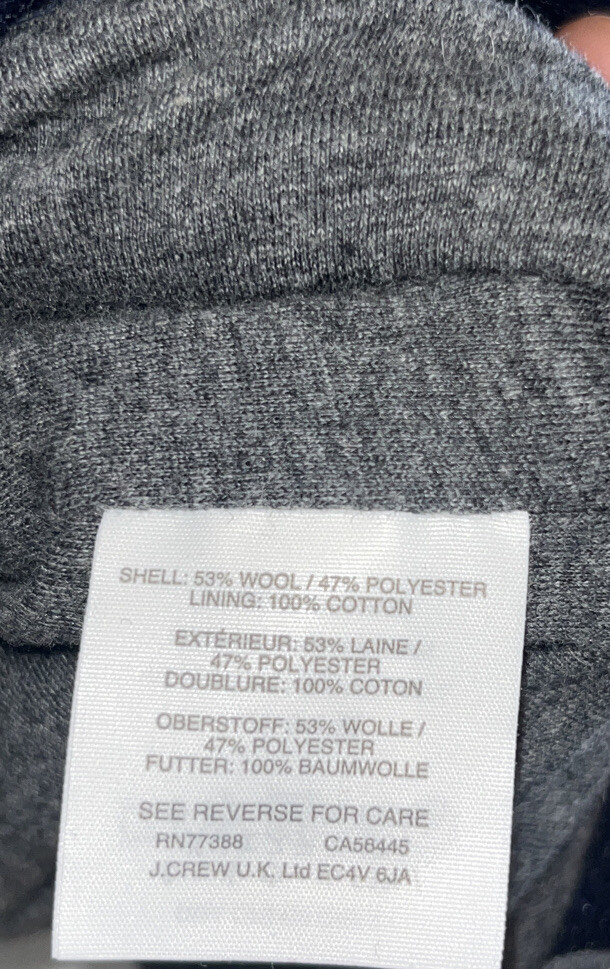 SHELL: 53% WOOL / 47% POLYESTER
LINING: 100% COTTON
EXTÉRIEUR: 53% LAINE /
47% POLYESTER
DOUBLURE: 100% COTON
OBERSTOFF: 53% WOLLE /
47% POLYESTER
FUTTER: 100% BAUMWOLLE
SEE REVERSE FOR CARE
RN77388 CA56445
J.CREW U.K. Ltd EC4V 6JA